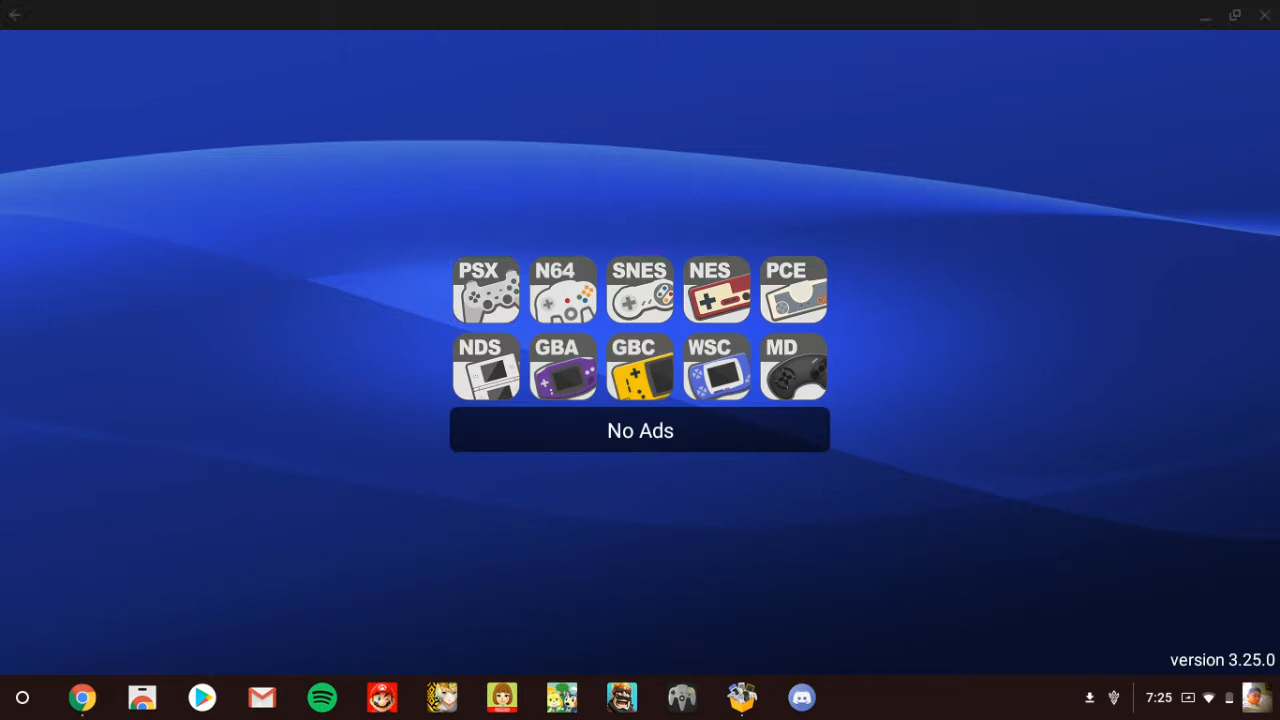 PSX N64 SNES NES PCE
NDS GBA GBC WSC MD
No Ads
version 3.25.0
7:25